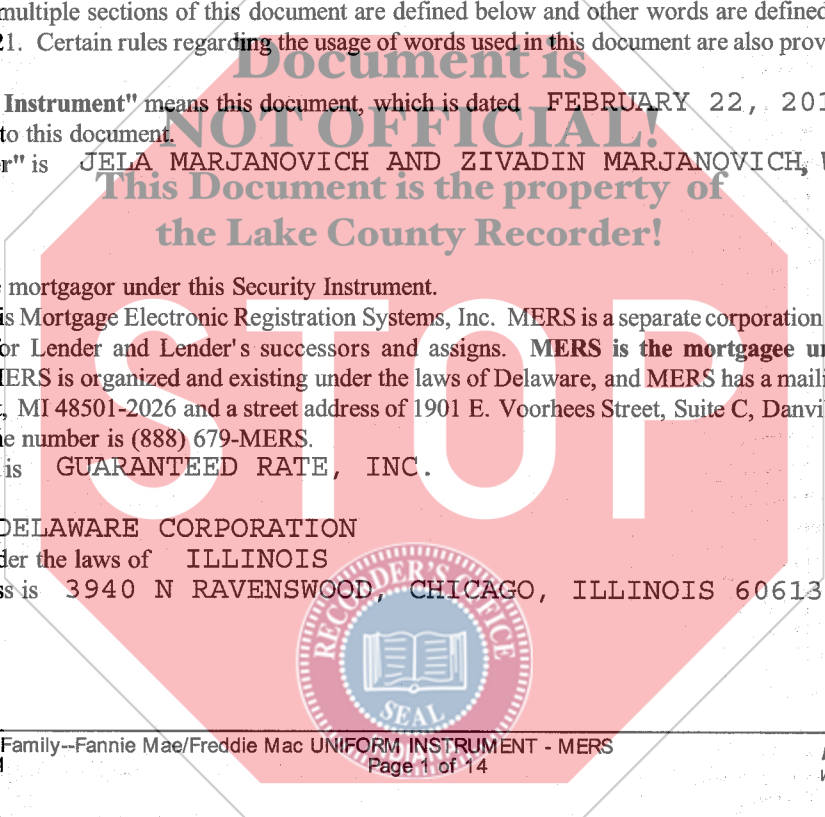 multiple sections of this document are defined below and other words are defined
21. Certain rules regarding the usage of words used in this document are also prov
Document is
Instrument" means this document, which is dated FEBRUARY 22, 201
NOT OFFICIAL!
to this document.
r" is JELA MARJANOVICH AND ZIVADIN MARJANOVICH,
This Document is the property of
the Lake County Recorder!
mortgagor under this Security Instrument.
is Mortgage Electronic Registration Systems, Inc. MERS is a separate corporation
or Lender and Lender's successors and assigns. MERS is the mortgagee un
MERS is organized and existing under the laws of Delaware, and MERS has a maili
, MI 48501-2026 and a street address of 1901 E. Voorhees Street, Suite C, Danvi
e number is (888) 679-MERS.
STOP
is GUARANTEED RATE, INC.
DELAWARE CORPORATION
der the laws of ILLINOIS
ss is 3940 N RAVENSWOOD, CHICAGO, ILLINOIS 60613
RECORDER'S OFFICE
SEAL
Family--Fannie Mae/Freddie Mac UNIFORM INSTRUMENT - MERS
Page 1 of 14